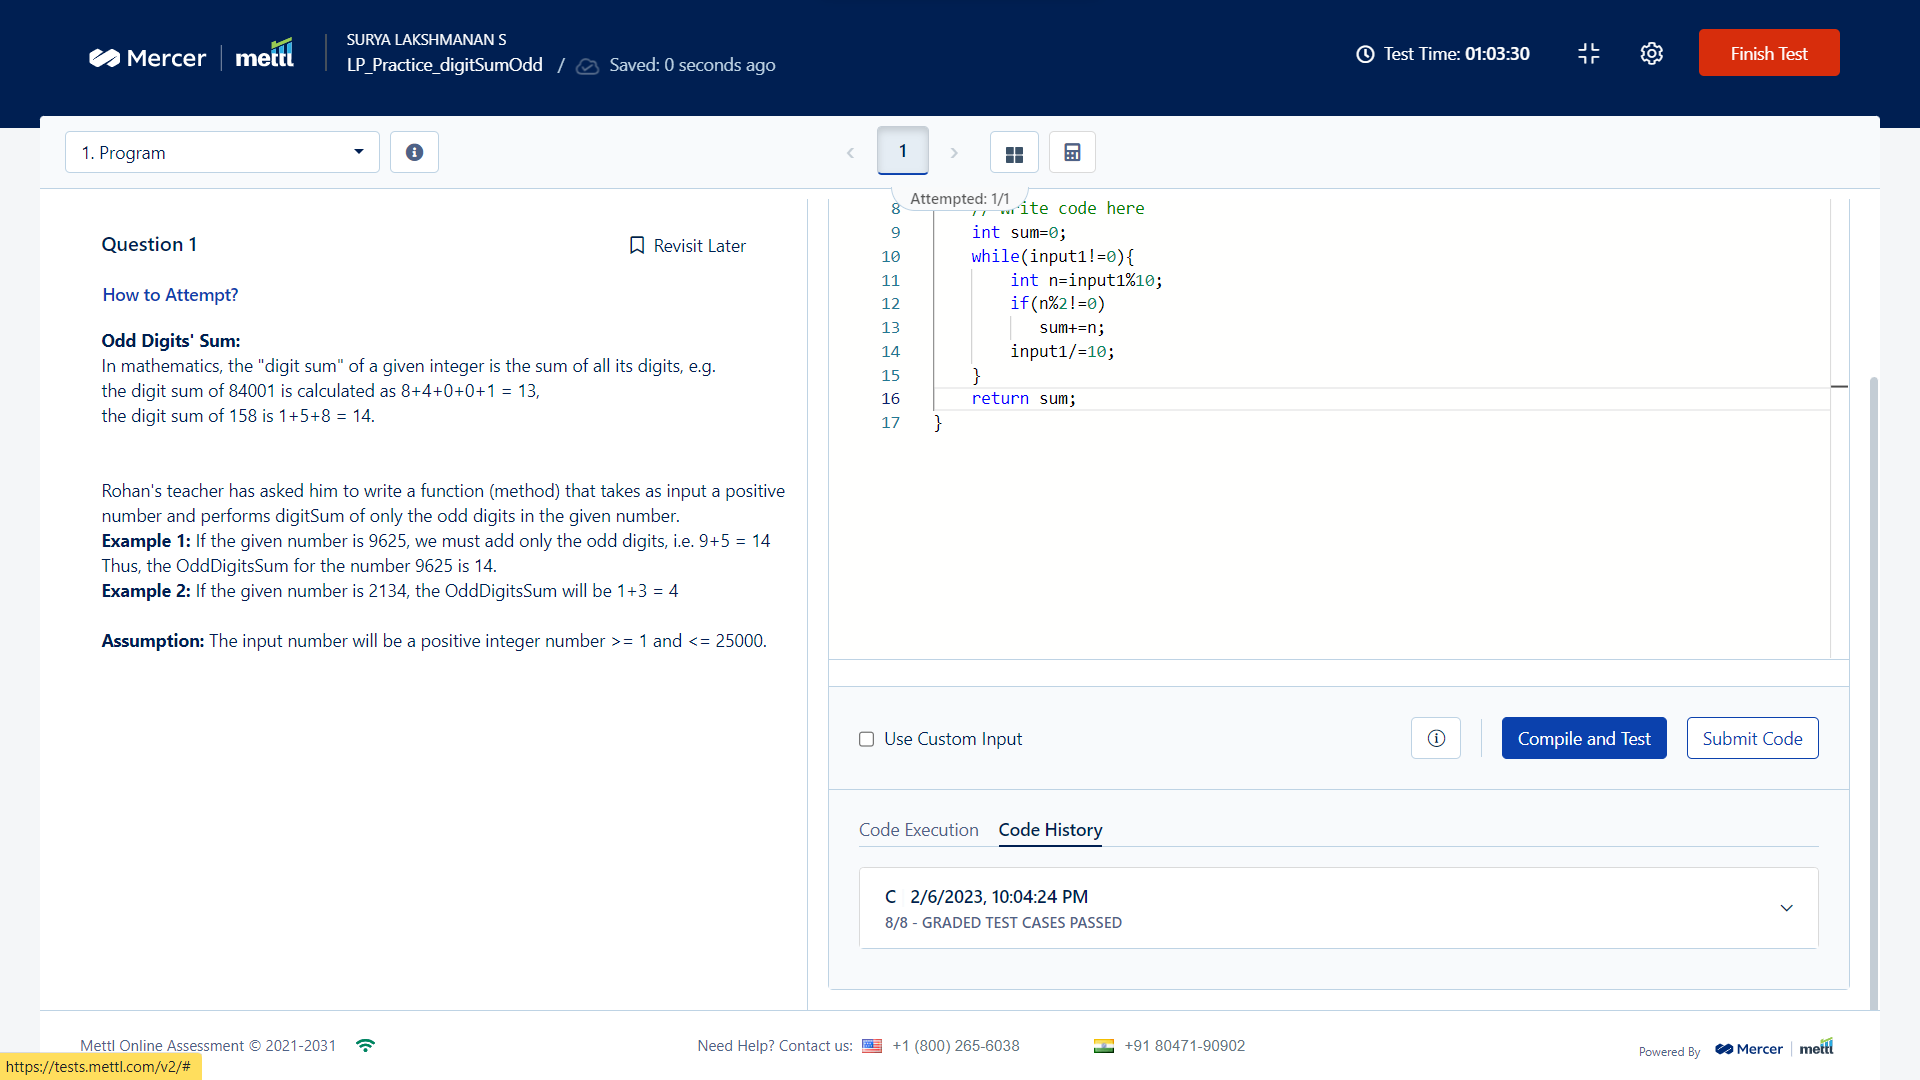 Mercer
mettl
SURYA LAKSHMANAN S
LP_Practice_digitSumOdd / Saved: 0 seconds ago
Test Time: 01:03:30
Finish Test
1. Program
1
Attempted: 1/1
Question 1
Revisit Later
How to Attempt?
Odd Digits' Sum:
In mathematics, the "digit sum" of a given integer is the sum of all its digits, e.g.
the digit sum of 84001 is calculated as 8+4+0+0+1 = 13,
the digit sum of 158 is 1+5+8 = 14.
Rohan's teacher has asked him to write a function (method) that takes as input a positive
number and performs digitSum of only the odd digits in the given number.
Example 1: If the given number is 9625, we must add only the odd digits, i.e. 9+5 = 14
Thus, the OddDigitsSum for the number 9625 is 14.
Example 2: If the given number is 2134, the OddDigitsSum will be 1+3 = 4
Assumption: The input number will be a positive integer number >= 1 and <= 25000.
8 // Write code here
9 int sum=0;
10 while(input1!=0){
11 int n=input1%10;
12 if(n%2!=0)
13 sum+=n;
14 input1/=10;
15 }
16 return sum;
17 }
Use Custom Input
Compile and Test
Submit Code
Code Execution
Code History
C 2/6/2023, 10:04:24 PM
8/8 - GRADED TEST CASES PASSED
Mettl Online Assessment © 2021-2031
Need Help? Contact us: +1 (800) 265-6038
+91 80471-90902
Powered By Mercer mettl
https://tests.mettl.com/v2/#